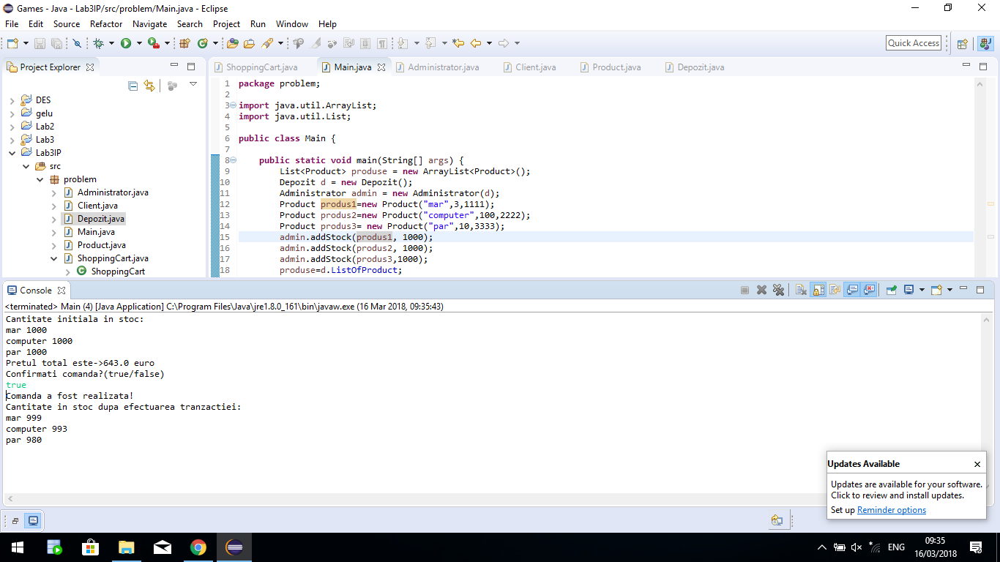 Games - Java - Lab3IP/src/problem/Main.java - Eclipse
File Edit Source Refactor Navigate Search Project Run Window Help
Quick Access
Project Explorer
ShoppingCart.java Main.java Administrator.java Client.java Product.java Depozit.java
DES
gelu
Lab2
Lab3
Lab3IP
src
problem
Administrator.java
Client.java
Depozit.java
Main.java
Product.java
ShoppingCart.java
ShoppingCart
1 package problem;
2
3 import java.util.ArrayList;
4 import java.util.List;
5
6 public class Main {
7
8 public static void main(String[] args) {
9 List<Product> produse = new ArrayList<Product>();
10 Depozit d = new Depozit();
11 Administrator admin = new Administrator(d);
12 Product produs1=new Product("mar",3,1111);
13 Product produs2=new Product("computer",100,2222);
14 Product produs3= new Product("par",10,3333);
15 admin.addStock(produs1, 1000);
16 admin.addStock(produs2, 1000);
17 admin.addStock(produs3,1000);
18 produse=d.ListOfProduct;
Console
<terminated> Main (4) [Java Application] C:\Program Files\Java\jre1.8.0_161\bin\javaw.exe (16 Mar 2018, 09:35:43)
Cantitate initiala in stoc:
mar 1000
computer 1000
par 1000
Pretul total este->643.0 euro
Confirmati comanda?(true/false)
true
Comanda a fost realizata!
Cantitate in stoc dupa efectuarea tranzactiei:
mar 999
computer 993
par 980
Updates Available
Updates are available for your software.
Click to review and install updates.
Set up Reminder options
ENG
09:35
16/03/2018